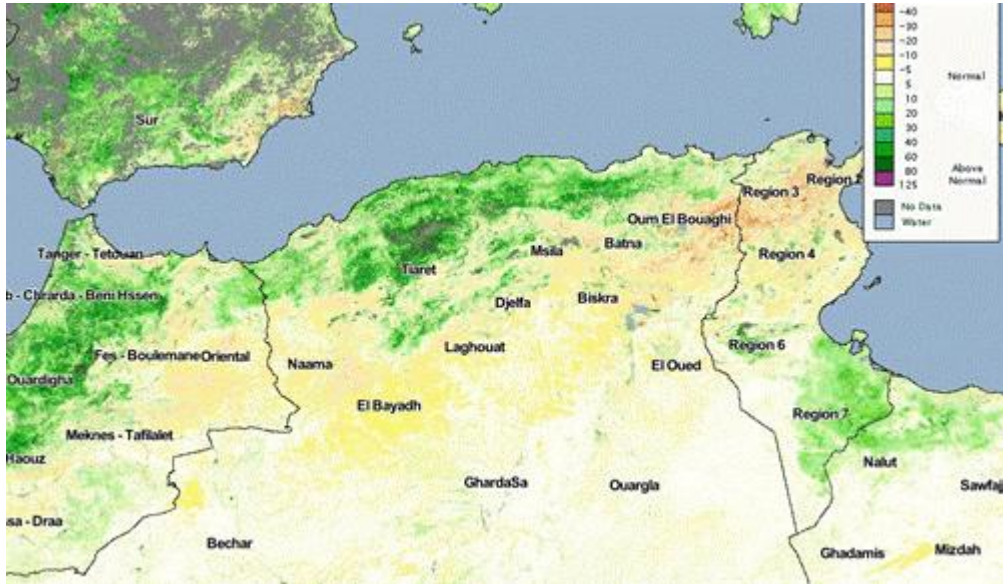 -40
-30
-20
-10
-5
Normal
5
10
20
30
40
60
80
Above
Normal
125
No Data
Water
Sur
Region 3
Region
Oum El Bouaghi
Tanger - Tetouan
Msila
Batna
Region 4
Tiaret
b - Chrarda - Beni Hssen
Djelfa
Biskra
Fes - Boulemane
Oriental
Naama
Laghouat
Region 6
El Oued
Ouardigha
El Bayadh
Region 7
Meknes - Tafilalet
Haouz
Nalut
GhardaSa
Ouargla
Sawfaj
ssa - Draa
Bechar
Ghadamis
Mizdah